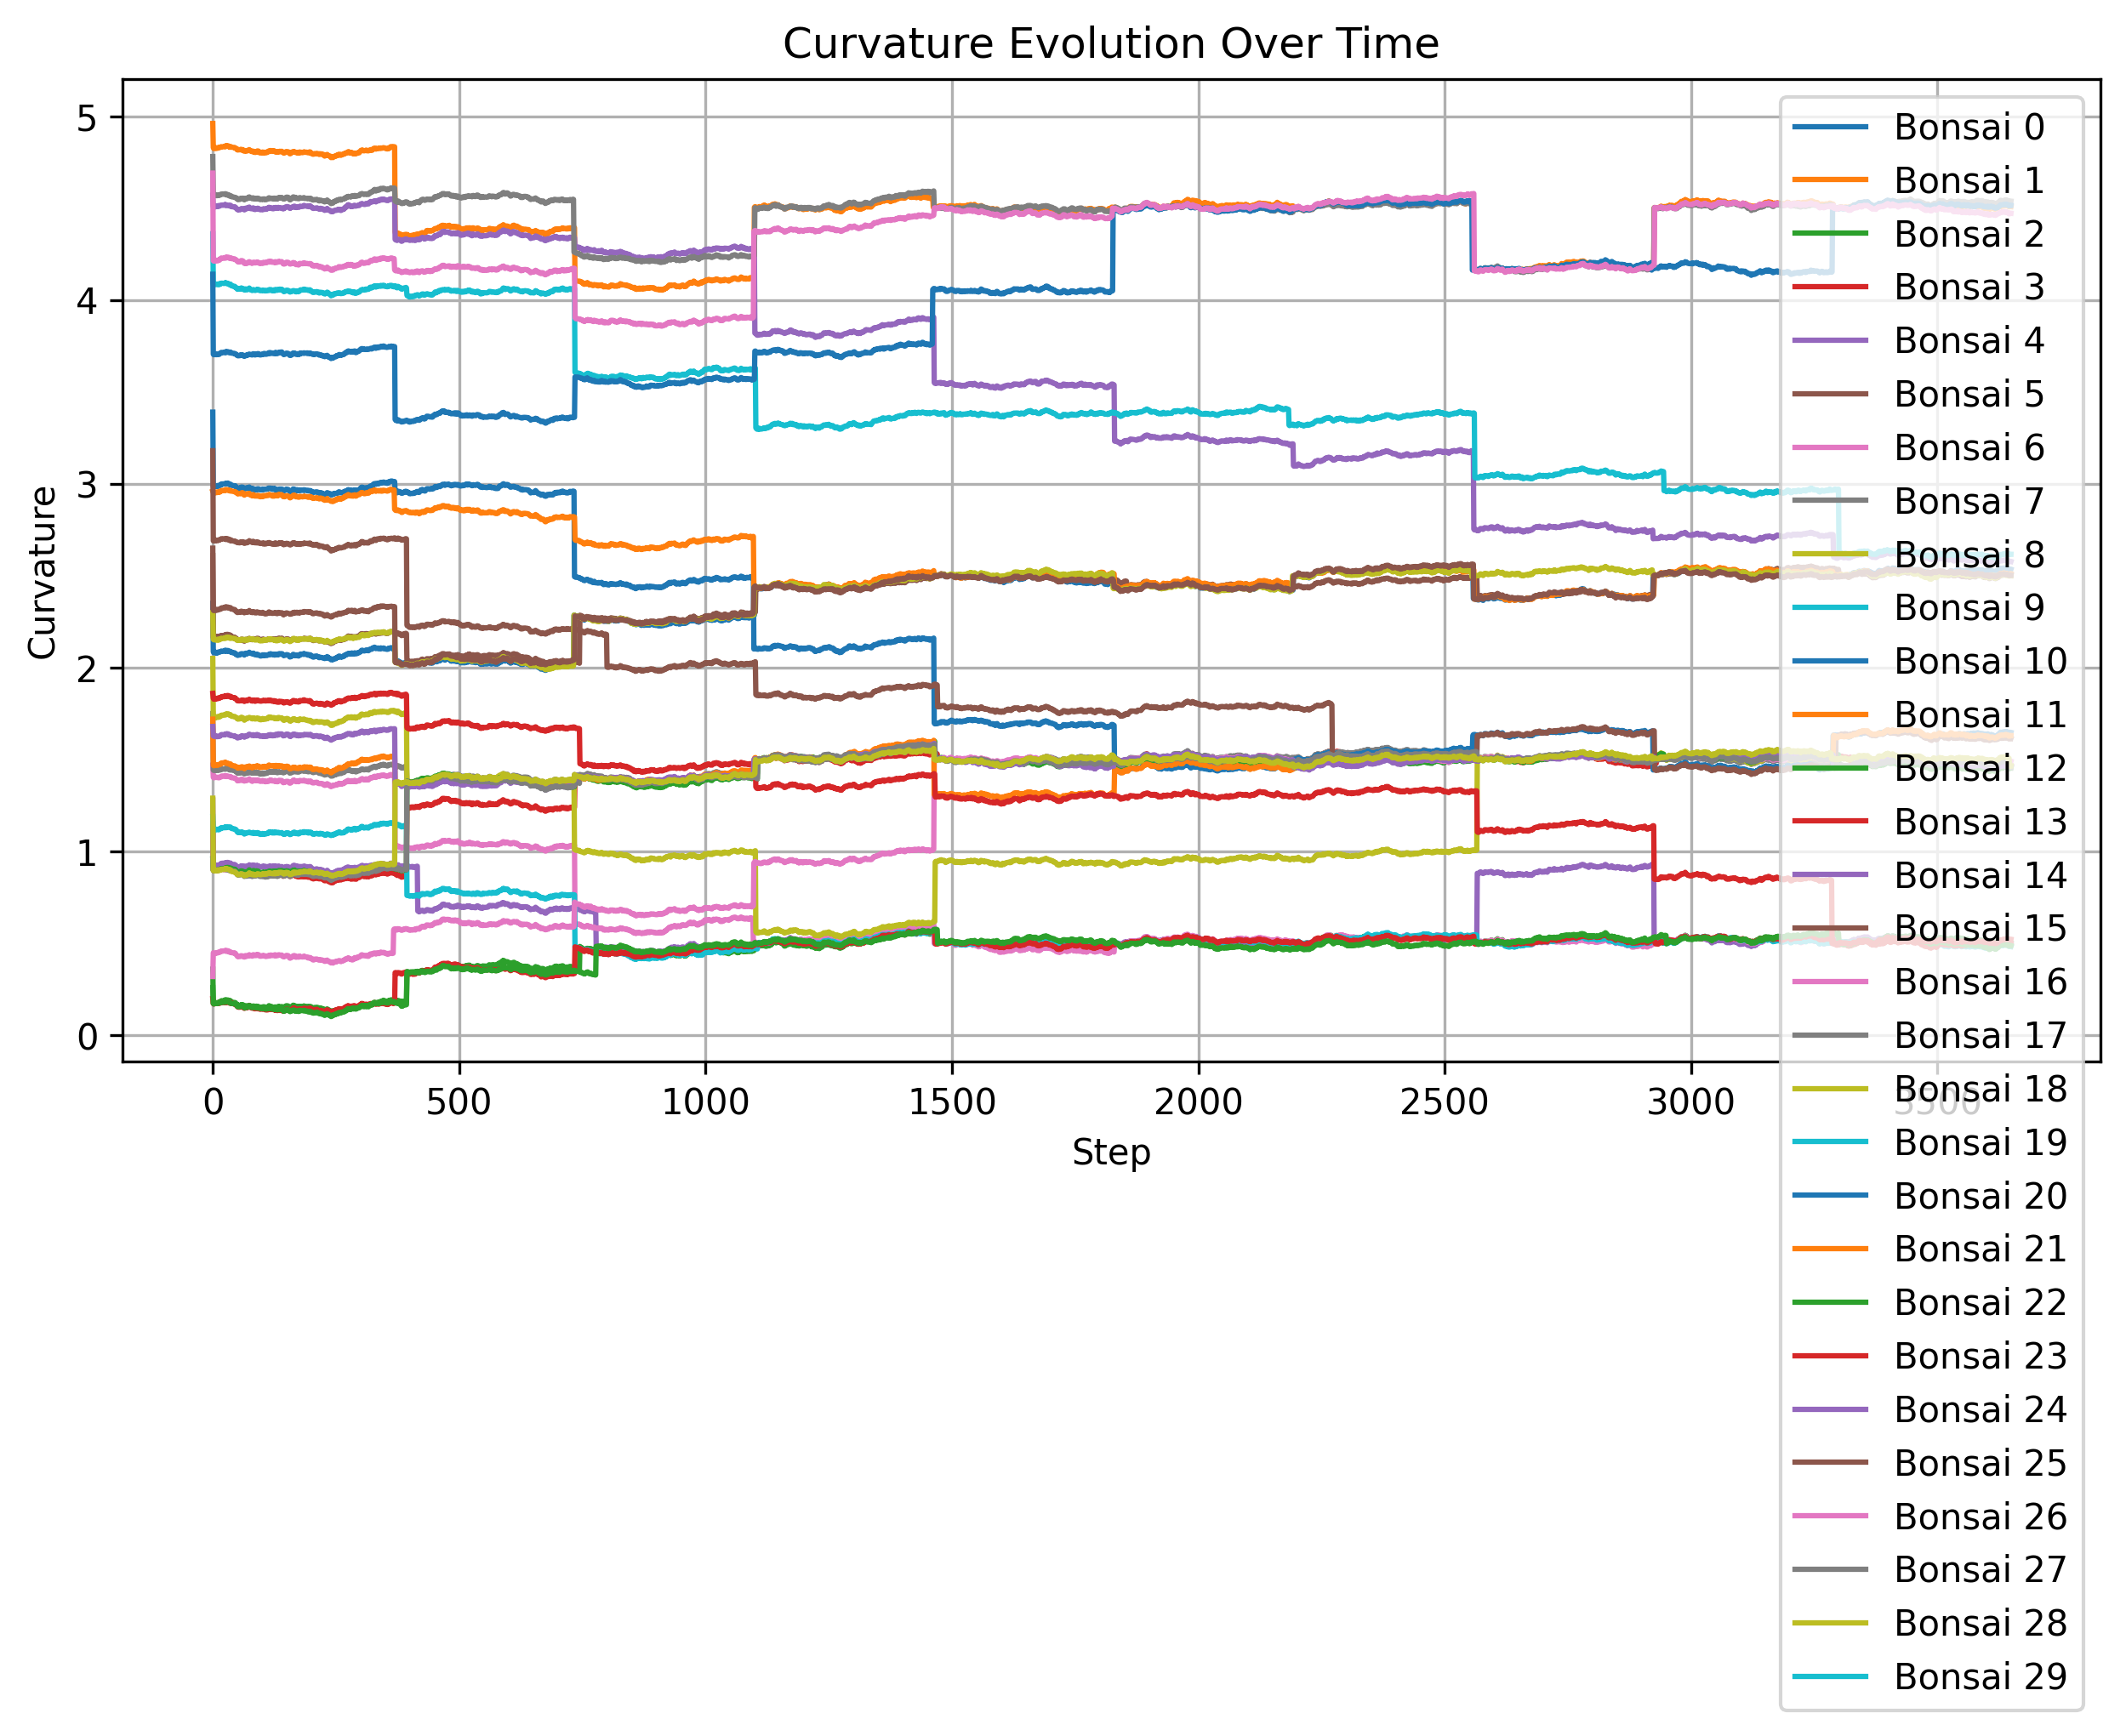 Curvature Evolution Over Time
Curvature
5
4
3
2
1
0
0 500 1000 1500 2000 2500 3000 3500
Step
Bonsai 0
Bonsai 1
Bonsai 2
Bonsai 3
Bonsai 4
Bonsai 5
Bonsai 6
Bonsai 7
Bonsai 8
Bonsai 9
Bonsai 10
Bonsai 11
Bonsai 12
Bonsai 13
Bonsai 14
Bonsai 15
Bonsai 16
Bonsai 17
Bonsai 18
Bonsai 19
Bonsai 20
Bonsai 21
Bonsai 22
Bonsai 23
Bonsai 24
Bonsai 25
Bonsai 26
Bonsai 27
Bonsai 28
Bonsai 29